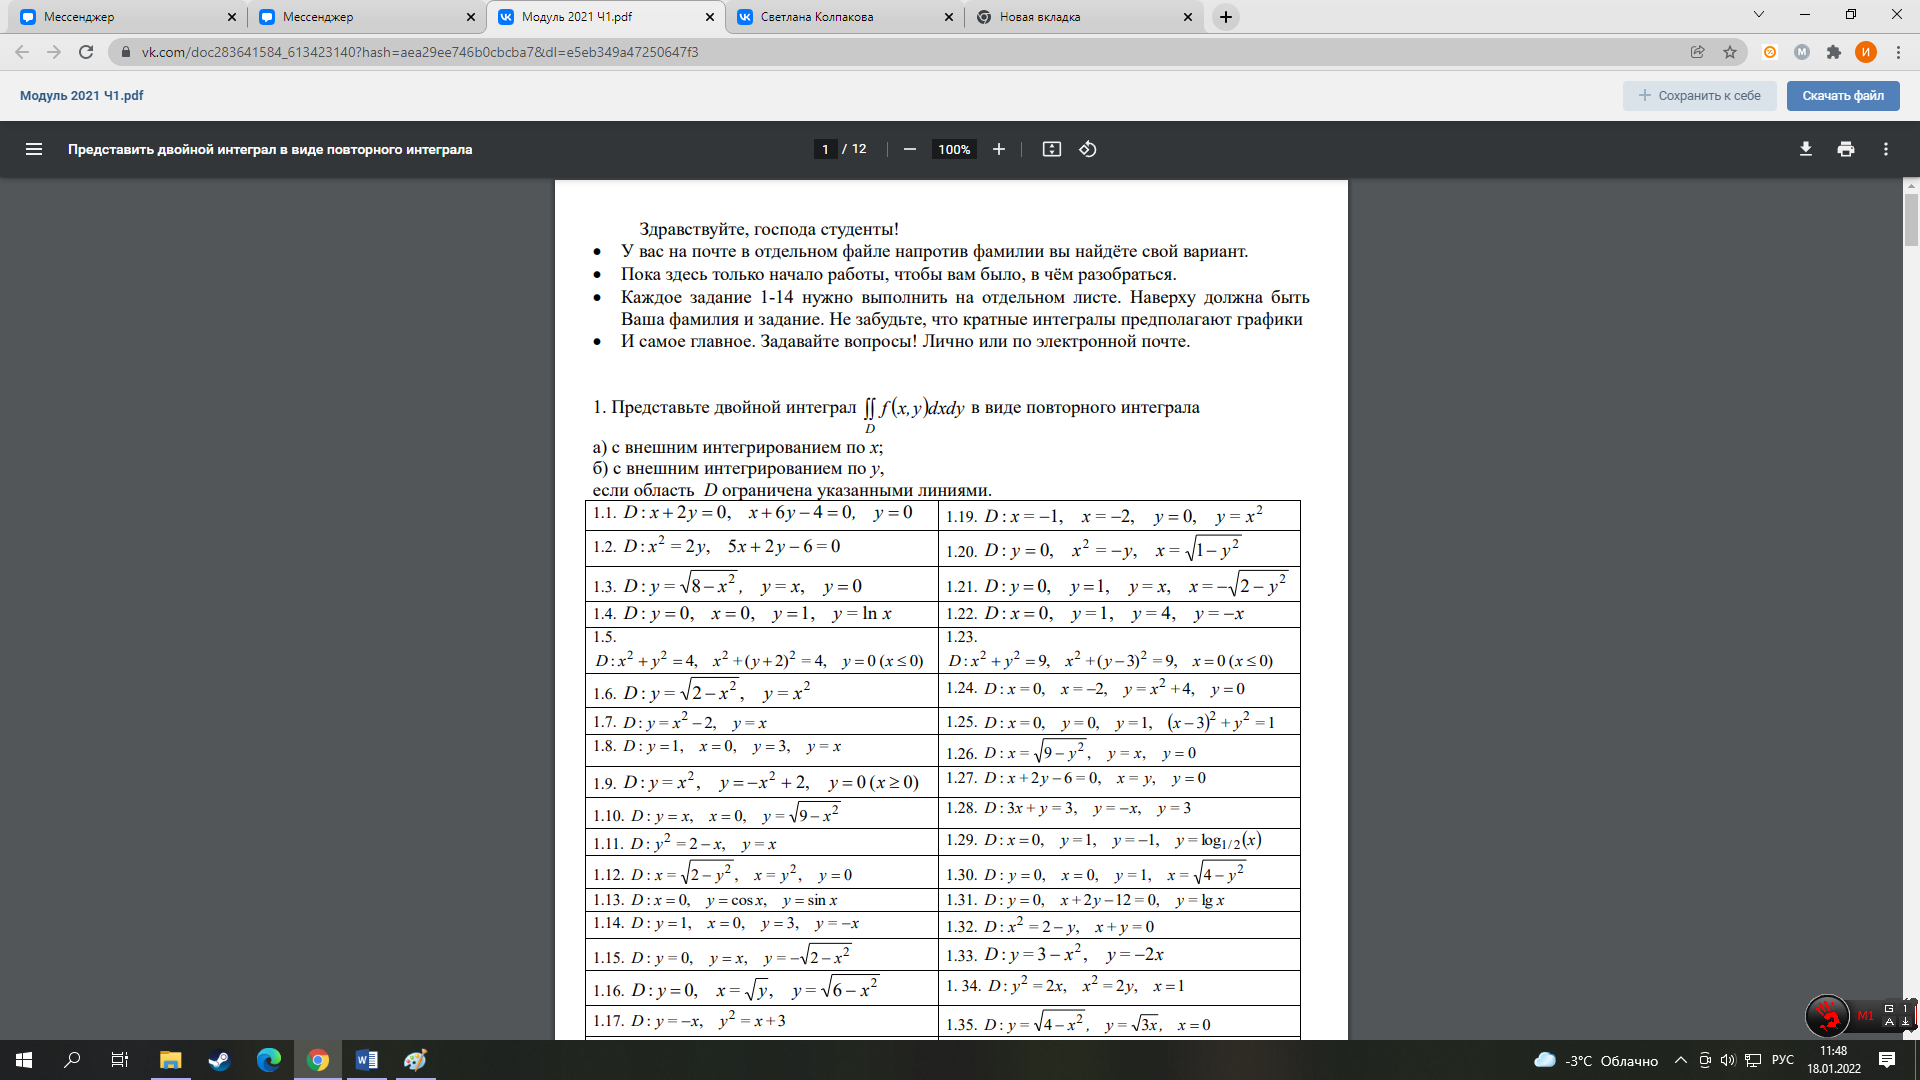 Мессенджер
Мессенджер
Модуль 2021 Ч1.pdf
Светлана Колпакова
Новая вкладка
vk.com/doc283641584_613423140?hash=aea29ee746b0cbcba7&dl=e5eb349a47250647f3
M
И
Модуль 2021 Ч1.pdf
Сохранить к себе
Скачать файл
Представить двойной интеграл в виде повторного интеграла
1 / 12
100%
Здравствуйте, господа студенты!
• У вас на почте в отдельном файле напротив фамилии вы найдёте свой вариант.
• Пока здесь только начало работы, чтобы вам было, в чём разобраться.
• Каждое задание 1-14 нужно выполнить на отдельном листе. Наверху должна быть
Ваша фамилия и задание. Не забудьте, что кратные интегралы предполагают графики
• И самое главное. Задавайте вопросы! Лично или по электронной почте.
1. Представьте двойной интеграл ∬_D f(x,y)dxdy в виде повторного интеграла
а) с внешним интегрированием по x;
б) с внешним интегрированием по y,
если область D ограничена указанными линиями.
1.1. D: x+2y=0, x+6y−4=0, y=0
1.19. D: x=−1, x=−2, y=0, y=x²
1.2. D: x²=2y, 5x+2y−6=0
1.20. D: y=0, x²=−y, x=√(1−y²)
1.3. D: y=√(8−x²), y=x, y=0
1.21. D: y=0, y=1, y=x, x=−√(2−y²)
1.4. D: y=0, x=0, y=1, y=ln x
1.22. D: x=0, y=1, y=4, y=−x
1.5.
D: x²+y²=4, x²+(y+2)²=4, y=0 (x≤0)
1.23.
D: x²+y²=9, x²+(y−3)²=9, x=0 (x≤0)
1.6. D: y=√(2−x²), y=x²
1.24. D: x=0, x=−2, y=x²+4, y=0
1.7. D: y=x²−2, y=x
1.25. D: x=0, y=0, y=1, (x−3)²+y²=1
1.8. D: y=1, x=0, y=3, y=x
1.26. D: x=√(9−y²), y=x, y=0
1.9. D: y=x², y=−x²+2, y=0 (x≥0)
1.27. D: x+2y−6=0, x=y, y=0
1.10. D: y=x, x=0, y=√(9−x²)
1.28. D: 3x+y=3, y=−x, y=3
1.11. D: y²=2−x, y=x
1.29. D: x=0, y=1, y=−1, y=log_{1/2}(x)
1.12. D: x=√(2−y²), x=y², y=0
1.30. D: y=0, x=0, y=1, x=√(4−y²)
1.13. D: x=0, y=cos x, y=sin x
1.31. D: y=0, x+2y−12=0, y=lg x
1.14. D: y=1, x=0, y=3, y=−x
1.32. D: x²=2−y, x+y=0
1.15. D: y=0, y=x, y=−√(2−x²)
1.33. D: y=3−x², y=−2x
1.16. D: y=0, x=√y, y=√(6−x²)
1. 34. D: y²=2x, x²=2y, x=1
1.17. D: y=−x, y²=x+3
1.35. D: y=√(4−x²), y=√(3x), x=0
M1
G
A
-3°C Облачно
РУС
11:48
18.01.2022